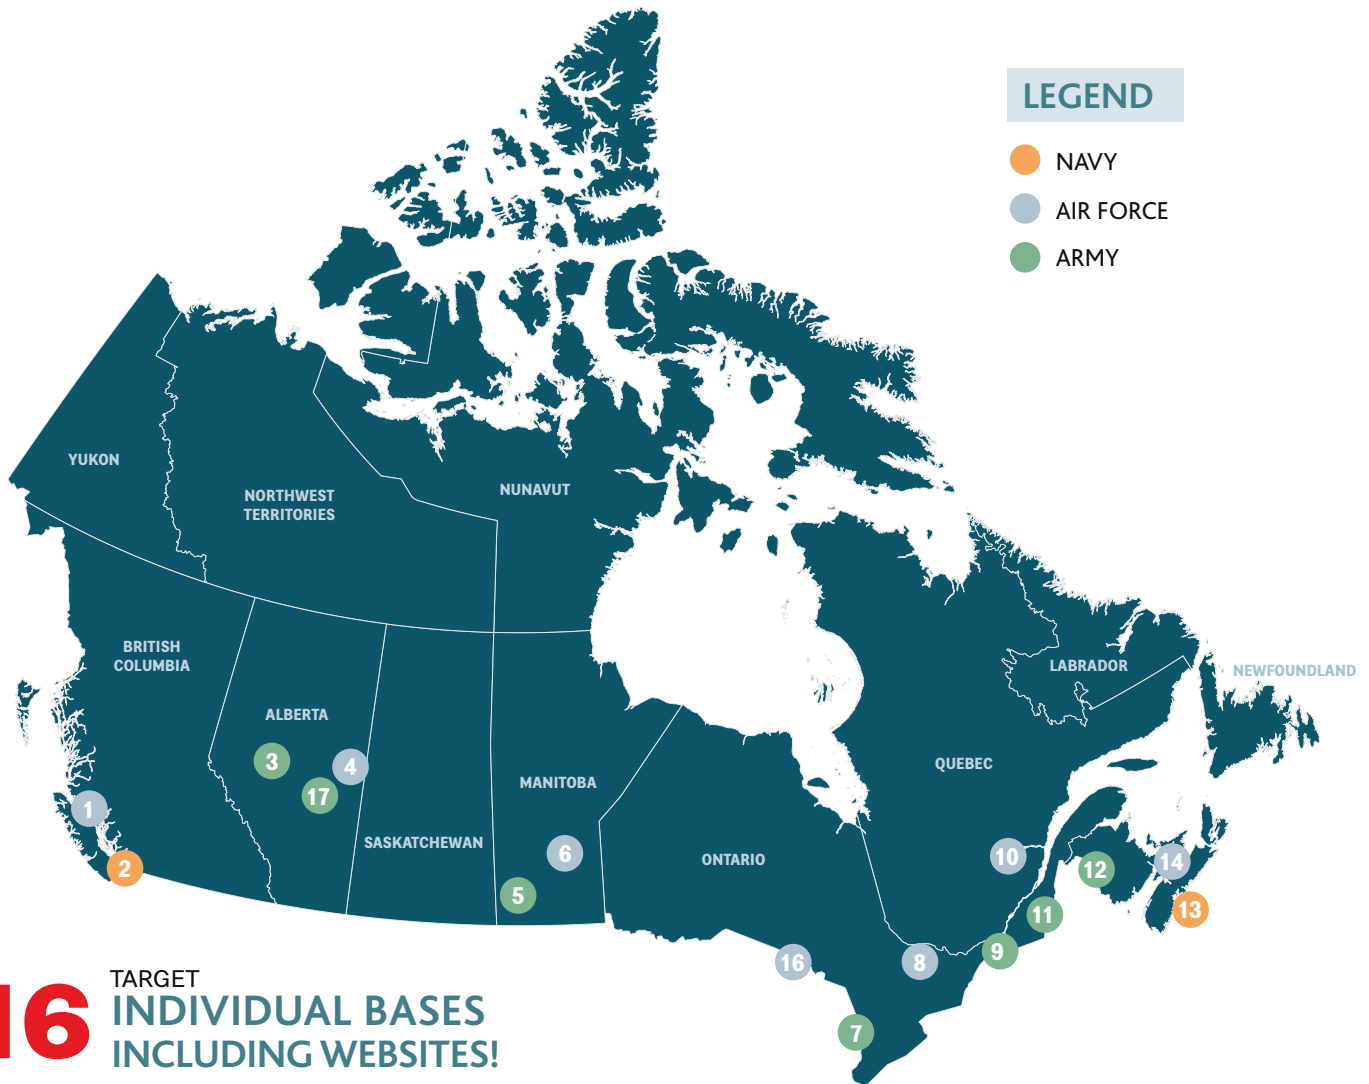 LEGEND
NAVY
AIR FORCE
ARMY
YUKON
NORTHWEST
TERRITORIES
NUNAVUT
BRITISH
COLUMBIA
ALBERTA
SASKATCHEWAN
MANITOBA
ONTARIO
QUEBEC
LABRADOR
NEWFOUNDLAND
1
2
3
4
17
5
6
16
7
8
9
10
11
12
14
13
16
TARGET
INDIVIDUAL BASES
INCLUDING WEBSITES!